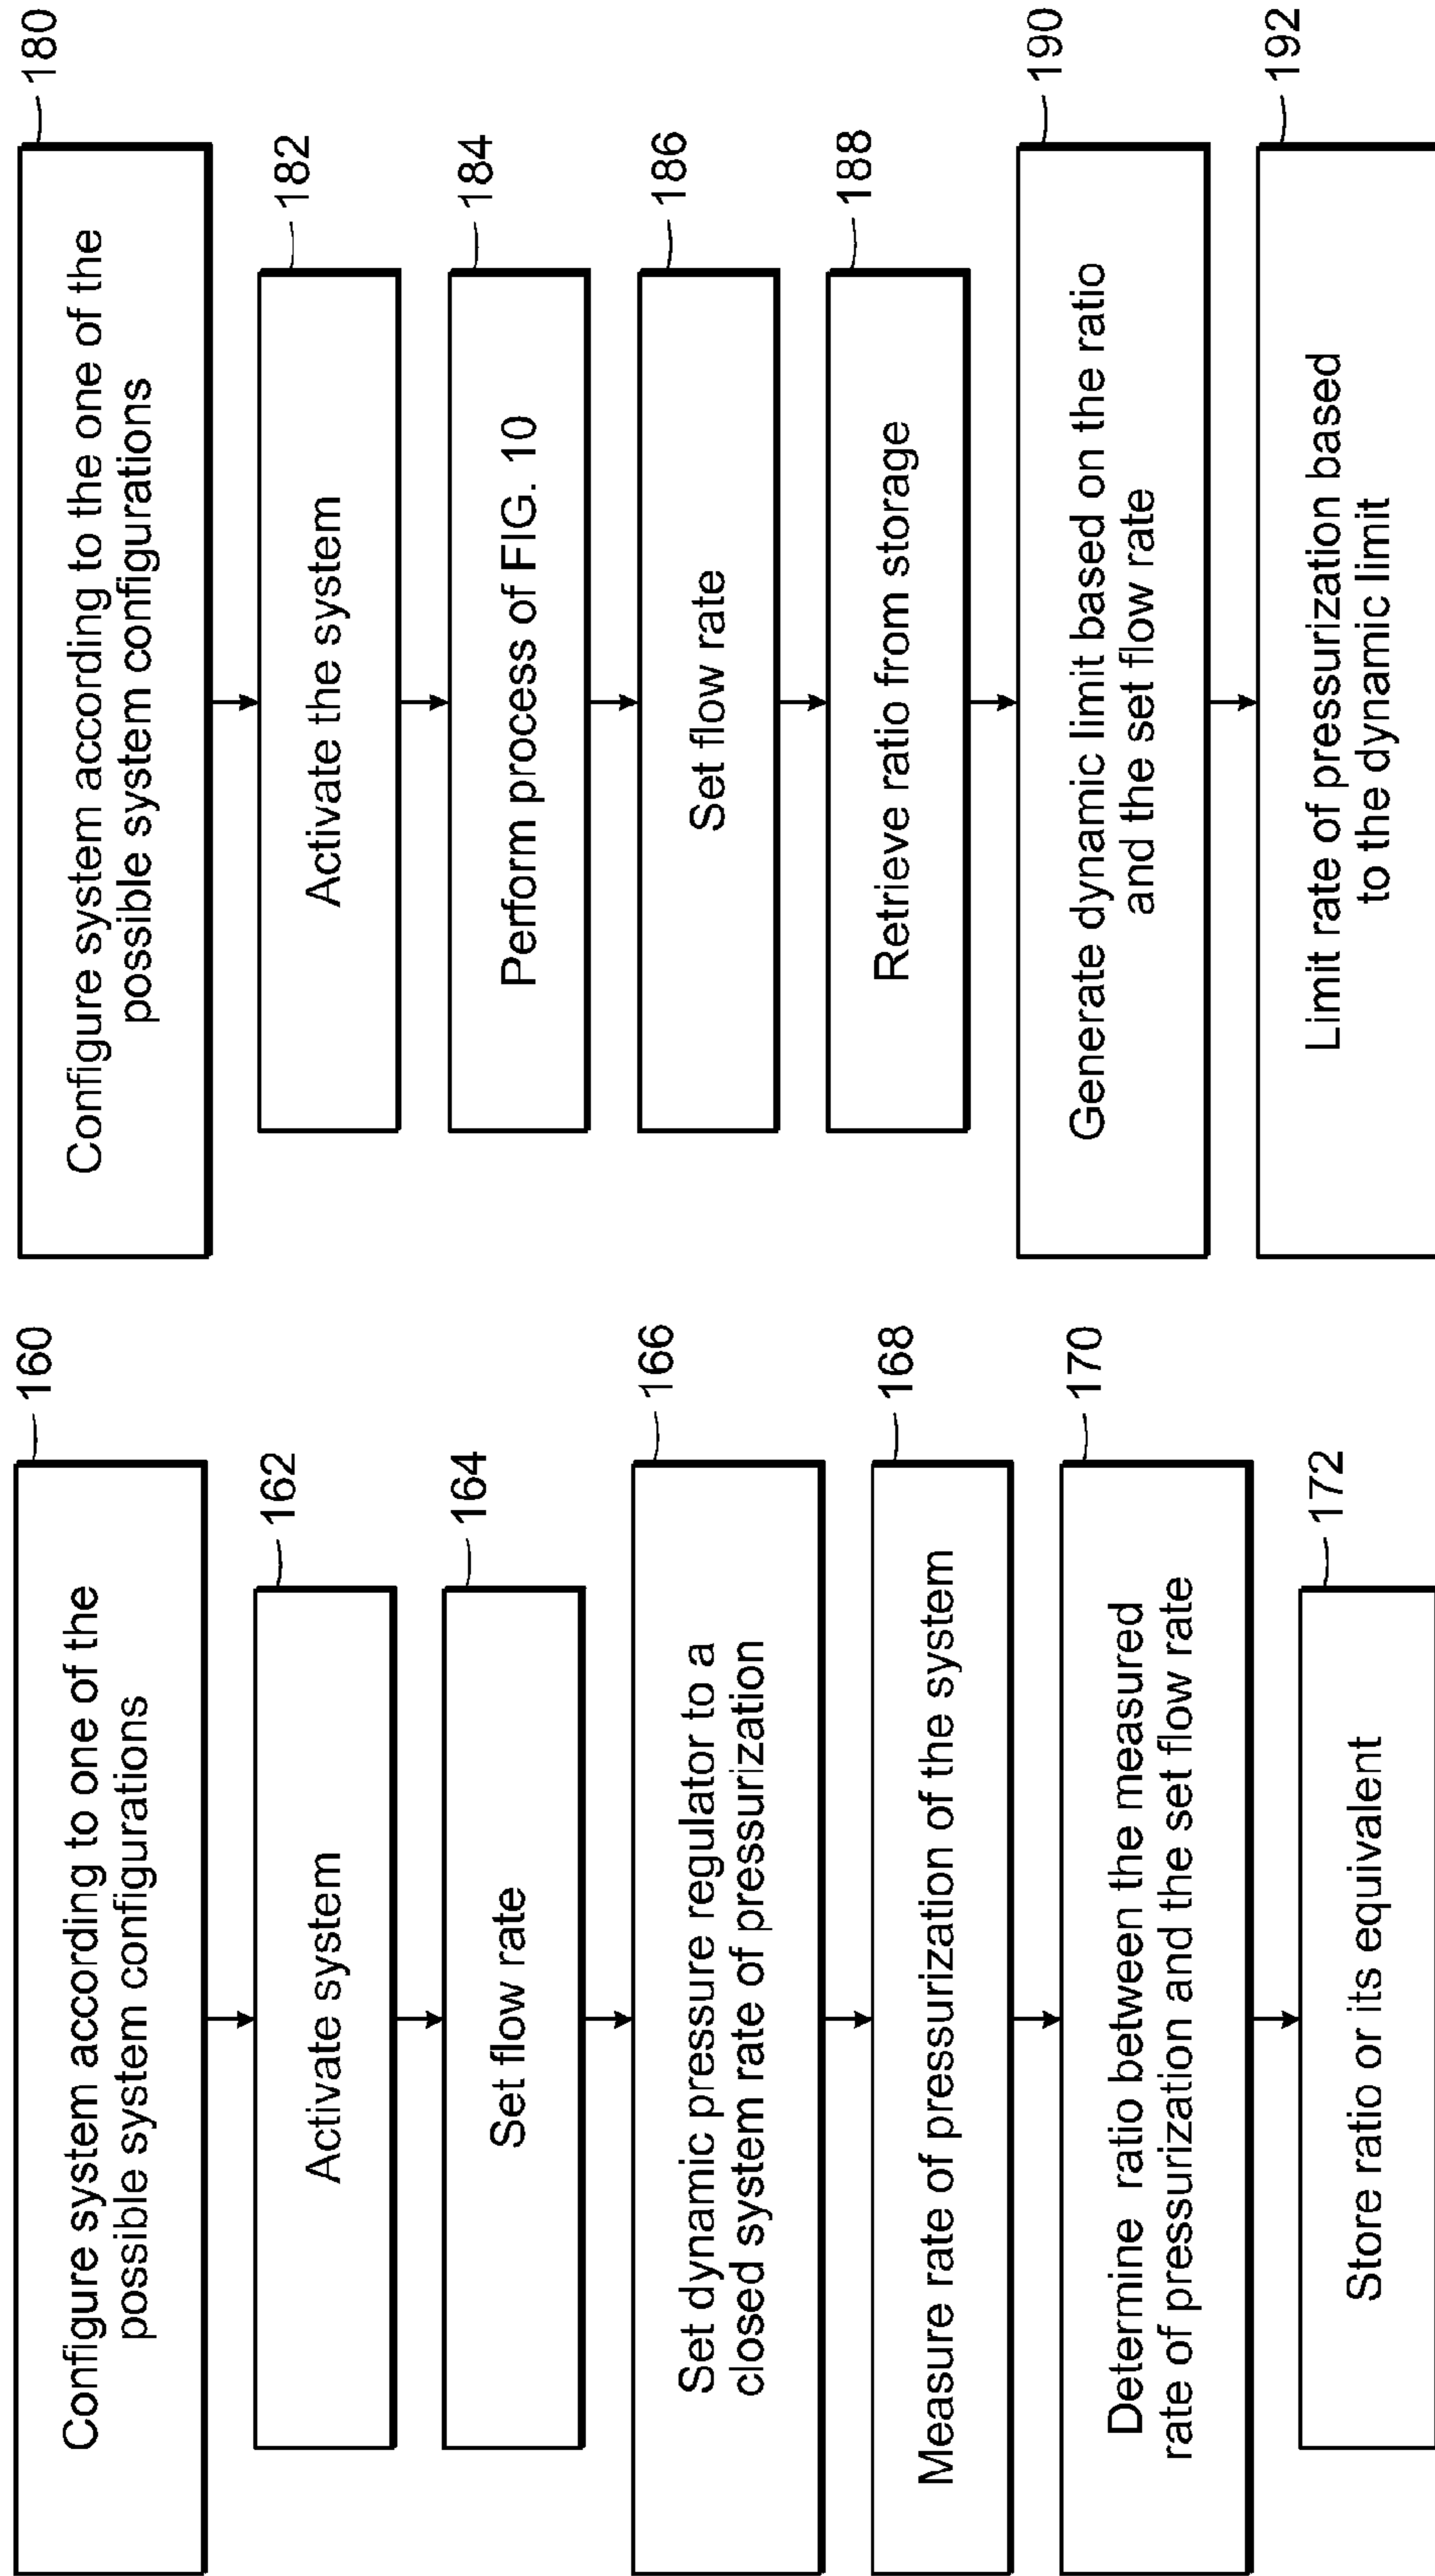 160
Configure system according to one of the
possible system configurations
162
Activate system
164
Set flow rate
166
Set dynamic pressure regulator to a
closed system rate of pressurization
168
Measure rate of pressurization of the system
170
Determine ratio between the measured
rate of pressurization and the set flow rate
172
Store ratio or its equivalent
180
Configure system according to the one of the
possible system configurations
182
Activate the system
184
Perform process of FIG. 10
186
Set flow rate
188
Retrieve ratio from storage
190
Generate dynamic limit based on the ratio
and the set flow rate
192
Limit rate of pressurization based
to the dynamic limit